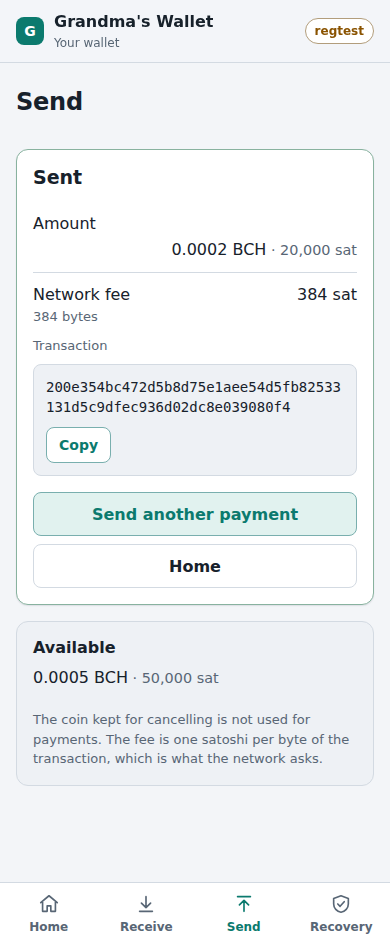 G
Grandma's Wallet
Your wallet
regtest
Send
Sent
Amount
0.0002 BCH · 20,000 sat
Network fee
384 sat
384 bytes
Transaction
200e354bc472d5b8d75e1aee54d5fb82533
131d5c9dfec936d02dc8e039080f4
Copy
Send another payment
Home
Available
0.0005 BCH · 50,000 sat
The coin kept for cancelling is not used for
payments. The fee is one satoshi per byte of the
transaction, which is what the network asks.
Home
Receive
Send
Recovery